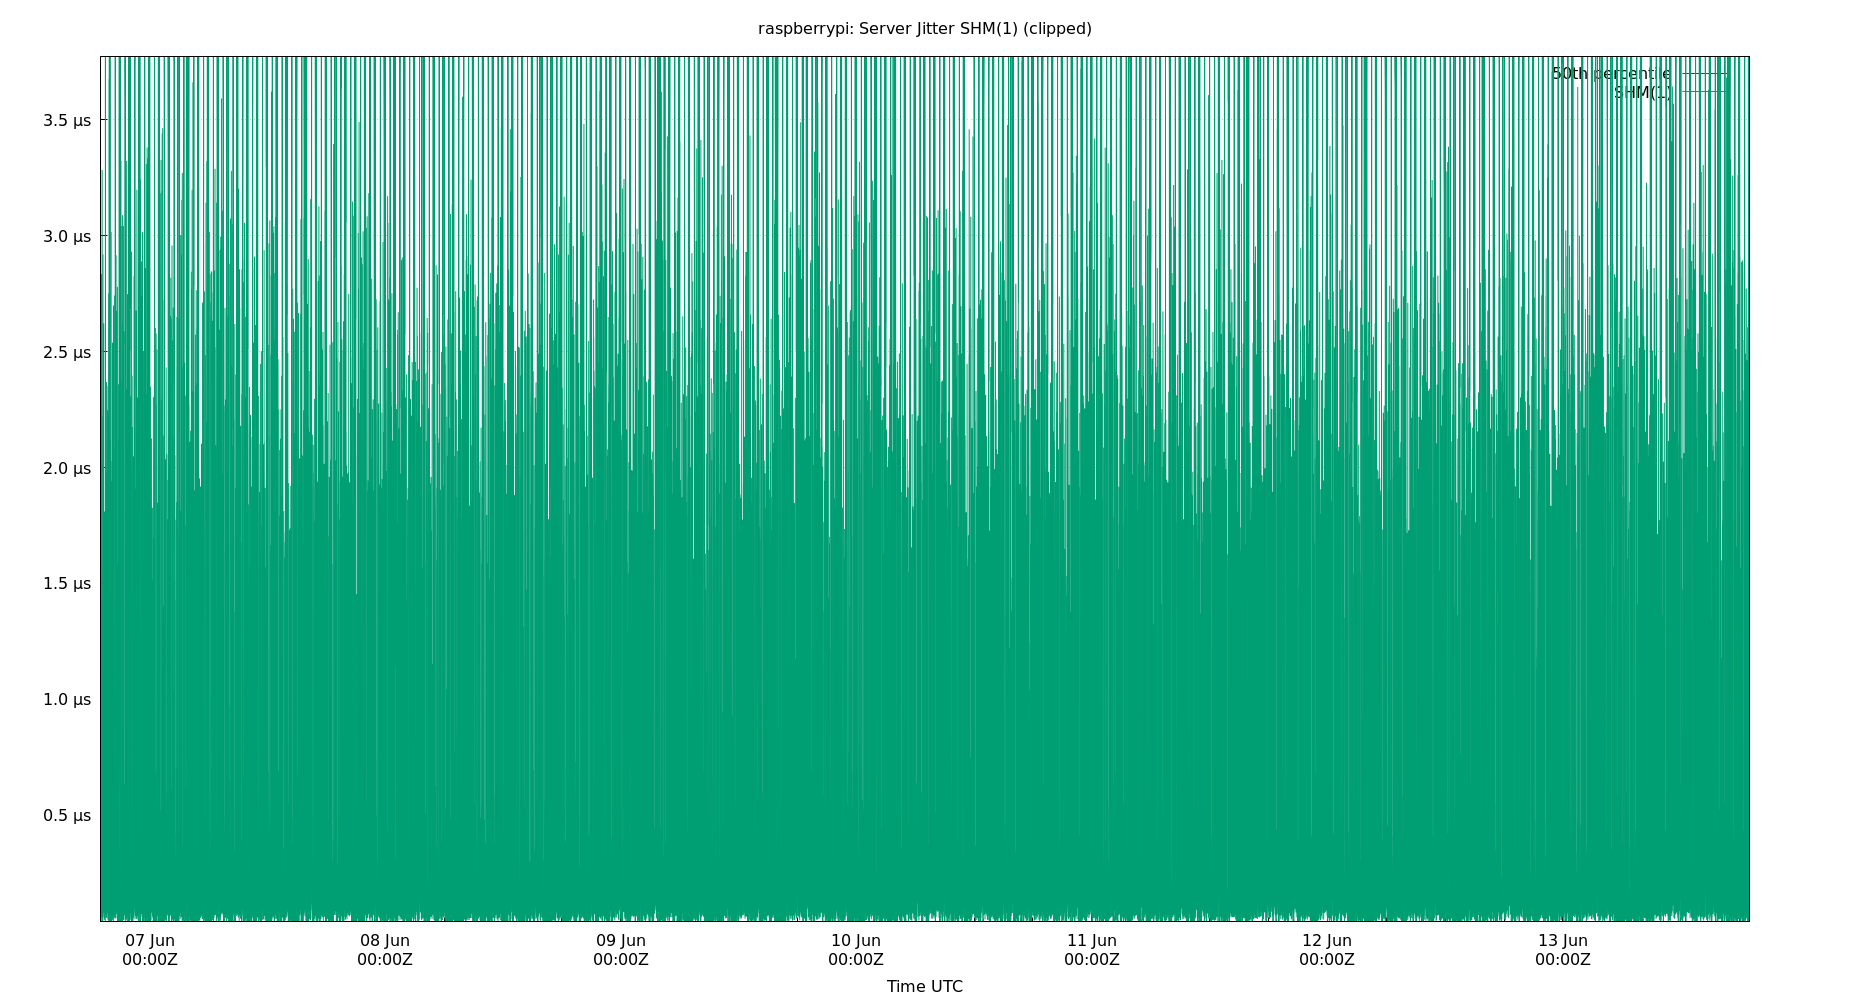 raspberrypi: Server Jitter SHM(1) (clipped)
50th percentile
SHM(1)
3.5 µs
3.0 µs
2.5 µs
2.0 µs
1.5 µs
1.0 µs
0.5 µs
07 Jun 08 Jun 09 Jun 10 Jun 11 Jun 12 Jun 13 Jun
00:00Z 00:00Z 00:00Z 00:00Z 00:00Z 00:00Z 00:00Z
Time UTC